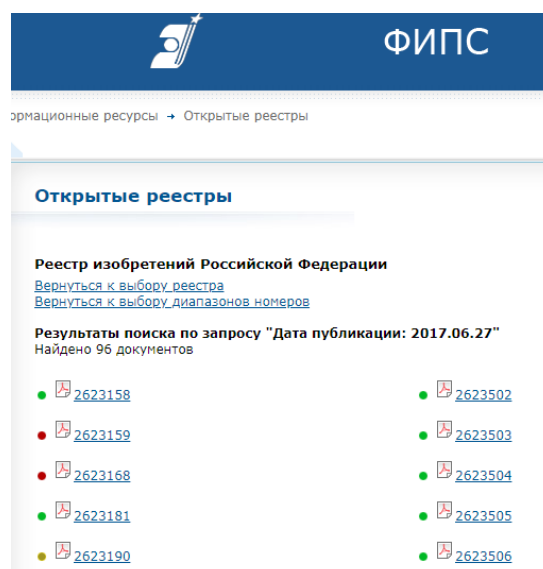 ФИПС
ормационные ресурсы → Открытые реестры
Открытые реестры
Реестр изобретений Российской Федерации
Вернуться к выбору реестра
Вернуться к выбору диапазонов номеров
Результаты поиска по запросу "Дата публикации: 2017.06.27"
Найдено 96 документов
2623158 2623502
2623159 2623503
2623168 2623504
2623181 2623505
2623190 2623506